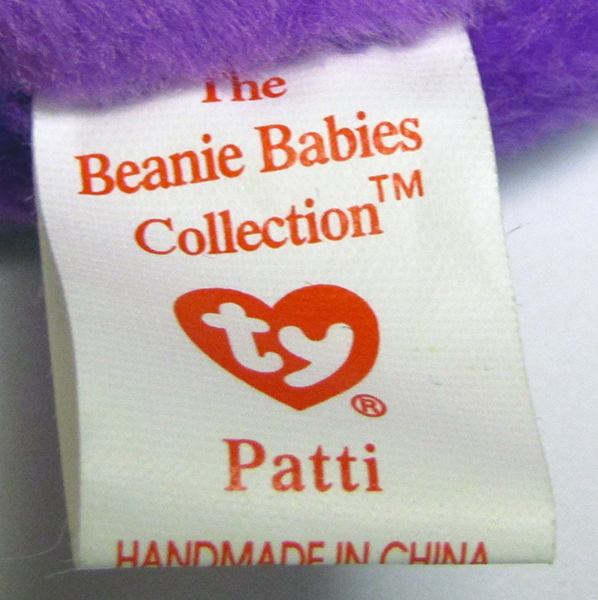 The
Beanie Babies
Collection™
ty®
Patti
HANDMADE IN CHINA